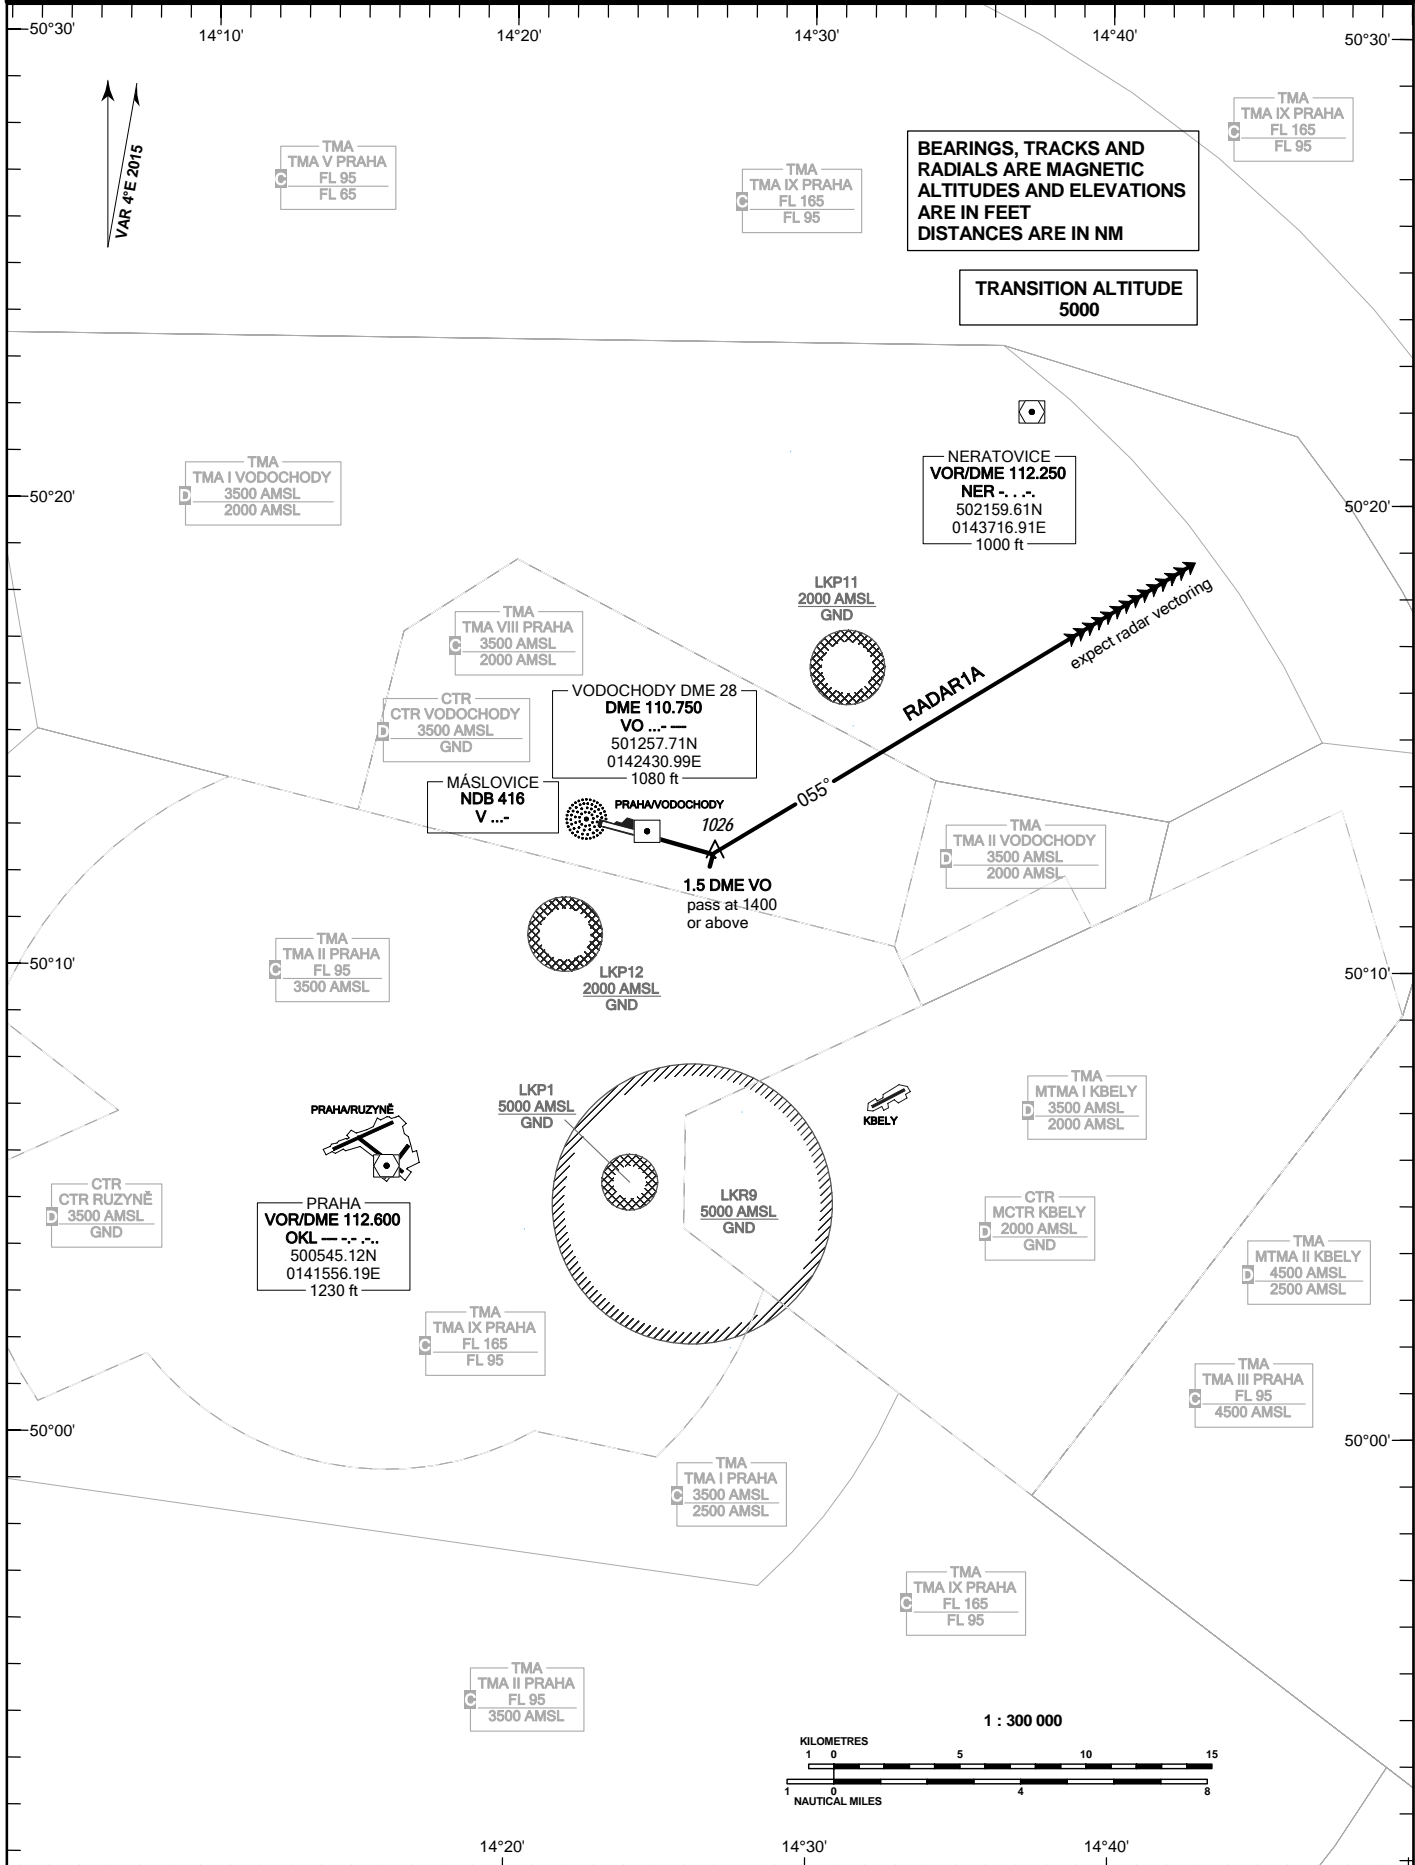 14°10'
14°20'
14°30'
14°40'
50°30'
50°30'
VAR 4°E 2015
TMA
TMA V PRAHA
C
FL 95
FL 65
TMA
TMA IX PRAHA
C
FL 165
FL 95
TMA
TMA IX PRAHA
C
FL 165
FL 95
BEARINGS, TRACKS AND
RADIALS ARE MAGNETIC
ALTITUDES AND ELEVATIONS
ARE IN FEET
DISTANCES ARE IN NM
TRANSITION ALTITUDE
5000
NERATOVICE
VOR/DME 112.250
NER -. . .-.
502159.61N
0143716.91E
1000 ft
TMA
TMA I VODOCHODY
D
3500 AMSL
2000 AMSL
50°20'
50°20'
LKP11
2000 AMSL
GND
expect radar vectoring
RADAR1A
055°
TMA
TMA VIII PRAHA
C
3500 AMSL
2000 AMSL
CTR
CTR VODOCHODY
D
3500 AMSL
GND
VODOCHODY DME 28
DME 110.750
VO ...- ---
501257.71N
0142430.99E
1080 ft
MÁSLOVICE
NDB 416
V ...-
PRAHA/VODOCHODY
1026
1.5 DME VO
pass at 1400
or above
TMA
TMA II VODOCHODY
D
3500 AMSL
2000 AMSL
TMA
TMA II PRAHA
C
FL 95
3500 AMSL
LKP12
2000 AMSL
GND
50°10'
50°10'
LKP1
5000 AMSL
GND
PRAHA/RUZYNĚ
KBELY
TMA
MTMA I KBELY
D
3500 AMSL
2000 AMSL
CTR
CTR RUZYNĚ
D
3500 AMSL
GND
PRAHA
VOR/DME 112.600
OKL --- -.- .-..
500545.12N
0141556.19E
1230 ft
LKR9
5000 AMSL
GND
CTR
MCTR KBELY
D
2000 AMSL
GND
TMA
MTMA II KBELY
D
4500 AMSL
2500 AMSL
TMA
TMA IX PRAHA
C
FL 165
FL 95
TMA
TMA III PRAHA
C
FL 95
4500 AMSL
50°00'
50°00'
TMA
TMA I PRAHA
C
3500 AMSL
2500 AMSL
TMA
TMA IX PRAHA
C
FL 165
FL 95
TMA
TMA II PRAHA
C
FL 95
3500 AMSL
1 : 300 000
KILOMETRES
1 0 5 10 15
1 0 4 8
NAUTICAL MILES
14°20'
14°30'
14°40'